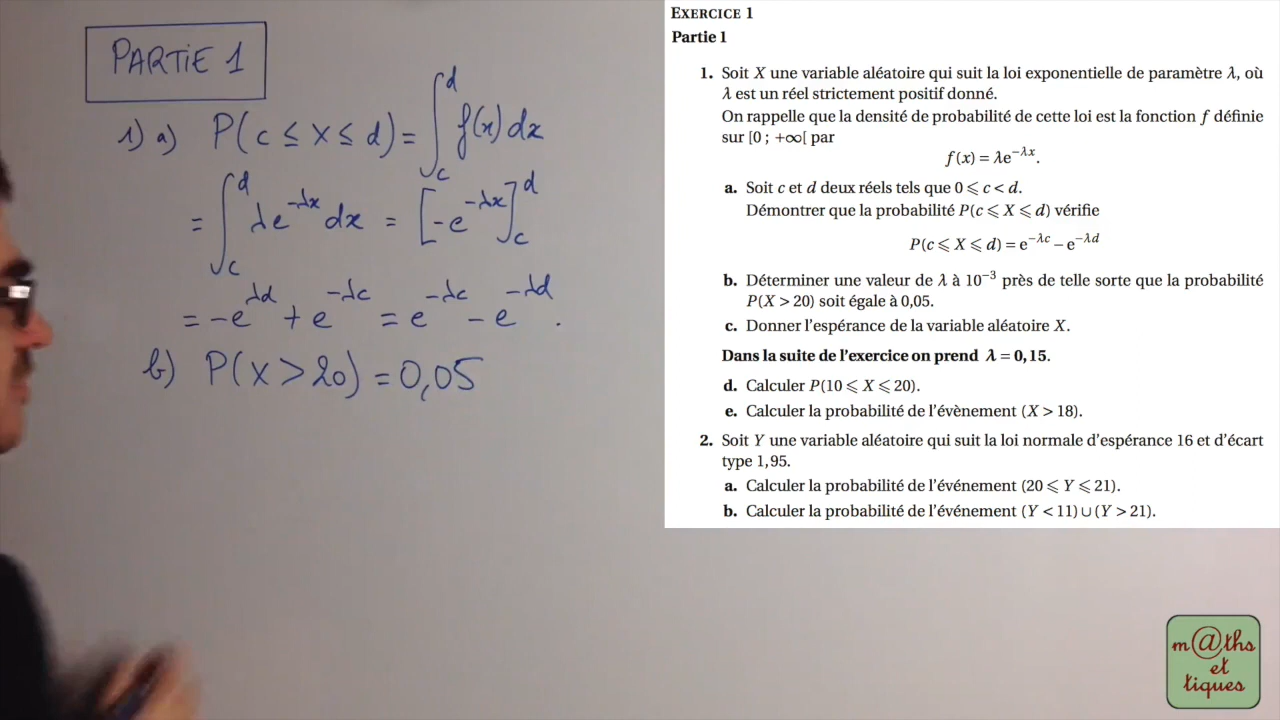 PARTIE 1
1) a) P(c ≤ X ≤ d) = ∫_c^d f(x) dx
= ∫_c^d λe^{-λx} dx = [-e^{-λx}]_c^d
= -e^{λd} + e^{-λc} = e^{-λc} - e^{-λd}.
b) P(X > 20) = 0,05
EXERCICE 1
Partie 1
1. Soit X une variable aléatoire qui suit la loi exponentielle de paramètre λ, où
λ est un réel strictement positif donné.
On rappelle que la densité de probabilité de cette loi est la fonction f définie
sur [0 ; +∞[ par
f(x) = λe^{-λx}.
a. Soit c et d deux réels tels que 0 ⩽ c < d.
Démontrer que la probabilité P(c ⩽ X ⩽ d) vérifie
P(c ⩽ X ⩽ d) = e^{-λc} - e^{-λd}
b. Déterminer une valeur de λ à 10^{-3} près de telle sorte que la probabilité
P(X > 20) soit égale à 0,05.
c. Donner l'espérance de la variable aléatoire X.
Dans la suite de l'exercice on prend λ = 0,15.
d. Calculer P(10 ⩽ X ⩽ 20).
e. Calculer la probabilité de l'évènement (X > 18).
2. Soit Y une variable aléatoire qui suit la loi normale d'espérance 16 et d'écart
type 1,95.
a. Calculer la probabilité de l'événement (20 ⩽ Y ⩽ 21).
b. Calculer la probabilité de l'événement (Y < 11) ∪ (Y > 21).
m@ths
et
tiques